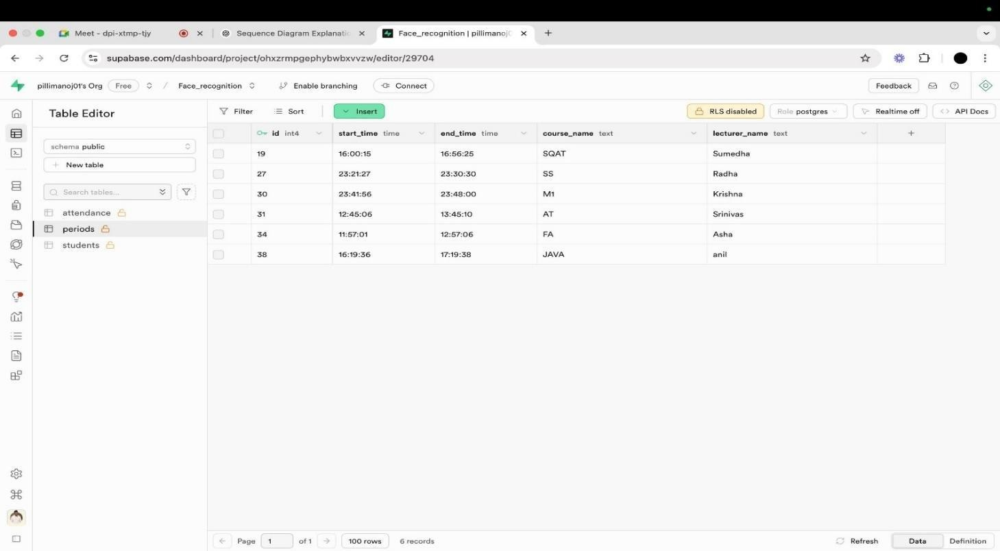 Meet - dpi-xtmp-tjy
Sequence Diagram Explanatic
Face_recognition | pillimanoj0
supabase.com/dashboard/project/ohxzrmpgephybwbxvvzw/editor/29704
pillimanoj01's Org Free / Face_recognition Enable branching Connect Feedback
Table Editor
Filter Sort Insert RLS disabled Role postgres Realtime off API Docs
schema public
New table
Search tables...
attendance
periods
students
id int4 start_time time end_time time course_name text lecturer_name text
19 16:00:15 16:56:25 SQAT Sumedha
27 23:21:27 23:30:30 SS Radha
30 23:41:56 23:48:00 M1 Krishna
31 12:45:06 13:45:10 AT Srinivas
34 11:57:01 12:57:06 FA Asha
38 16:19:36 17:19:38 JAVA anil
Page 1 of 1 100 rows 6 records Refresh Data Definition